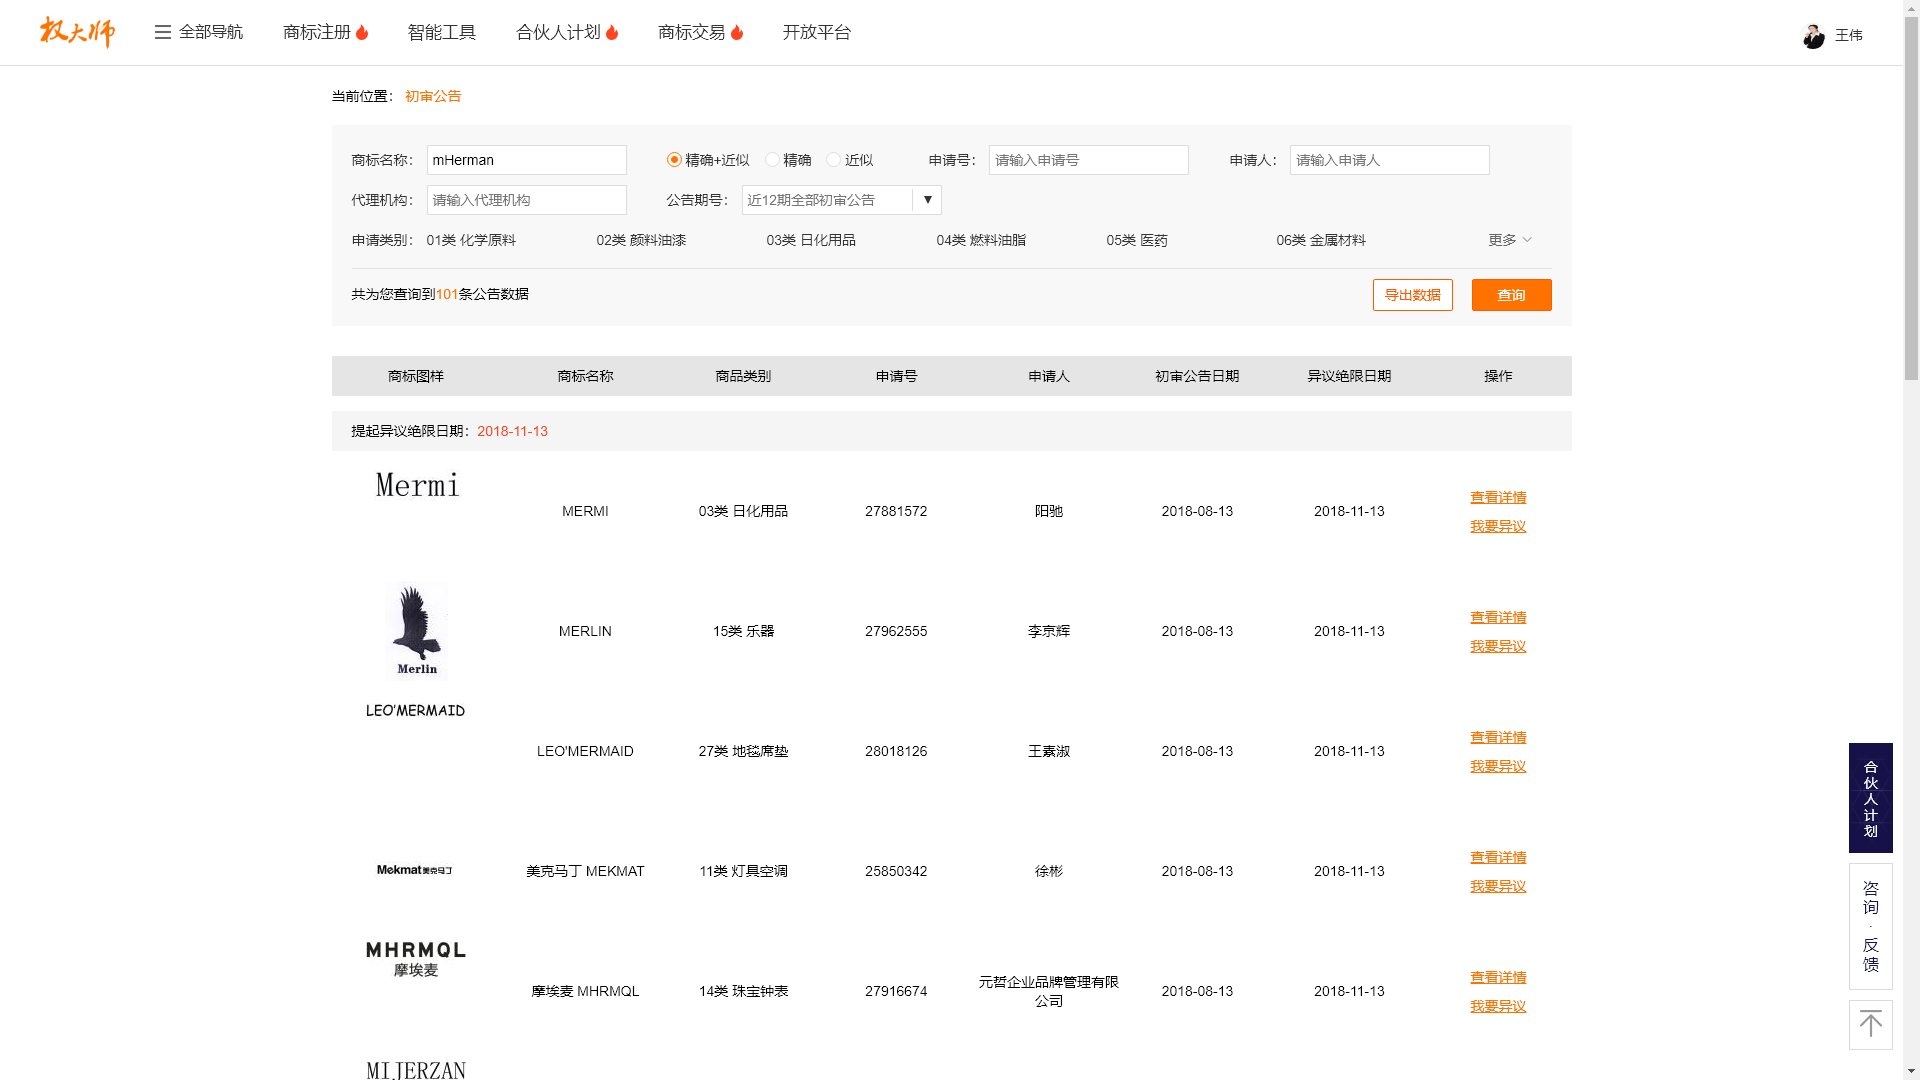 权大师 全部导航 商标注册 智能工具 合伙人计划 商标交易 开放平台 王伟
当前位置： 初审公告
商标名称： mHerman 精确+近似 精确 近似 申请号： 请输入申请号 申请人： 请输入申请人
代理机构： 请输入代理机构 公告期号： 近12期全部初审公告 ▼
申请类别： 01类 化学原料 02类 颜料油漆 03类 日化用品 04类 燃料油脂 05类 医药 06类 金属材料 更多
共为您查询到101条公告数据 导出数据 查询
商标图样 商标名称 商品类别 申请号 申请人 初审公告日期 异议绝限日期 操作
提起异议绝限日期：2018-11-13
Mermi
MERMI 03类 日化用品 27881572 阳驰 2018-08-13 2018-11-13 查看详情
我要异议
Merlin
MERLIN 15类 乐器 27962555 李京辉 2018-08-13 2018-11-13 查看详情
我要异议
LEO'MERMAID
LEO'MERMAID 27类 地毯席垫 28018126 王素淑 2018-08-13 2018-11-13 查看详情
我要异议
Mekmat美克马丁
美克马丁 MEKMAT 11类 灯具空调 25850342 徐彬 2018-08-13 2018-11-13 查看详情
我要异议
MHRMQL
摩埃麦
摩埃麦 MHRMQL 14类 珠宝钟表 27916674 元哲企业品牌管理有限公司 2018-08-13 2018-11-13 查看详情
我要异议
MIJERZAN
合伙人计划
咨询·反馈